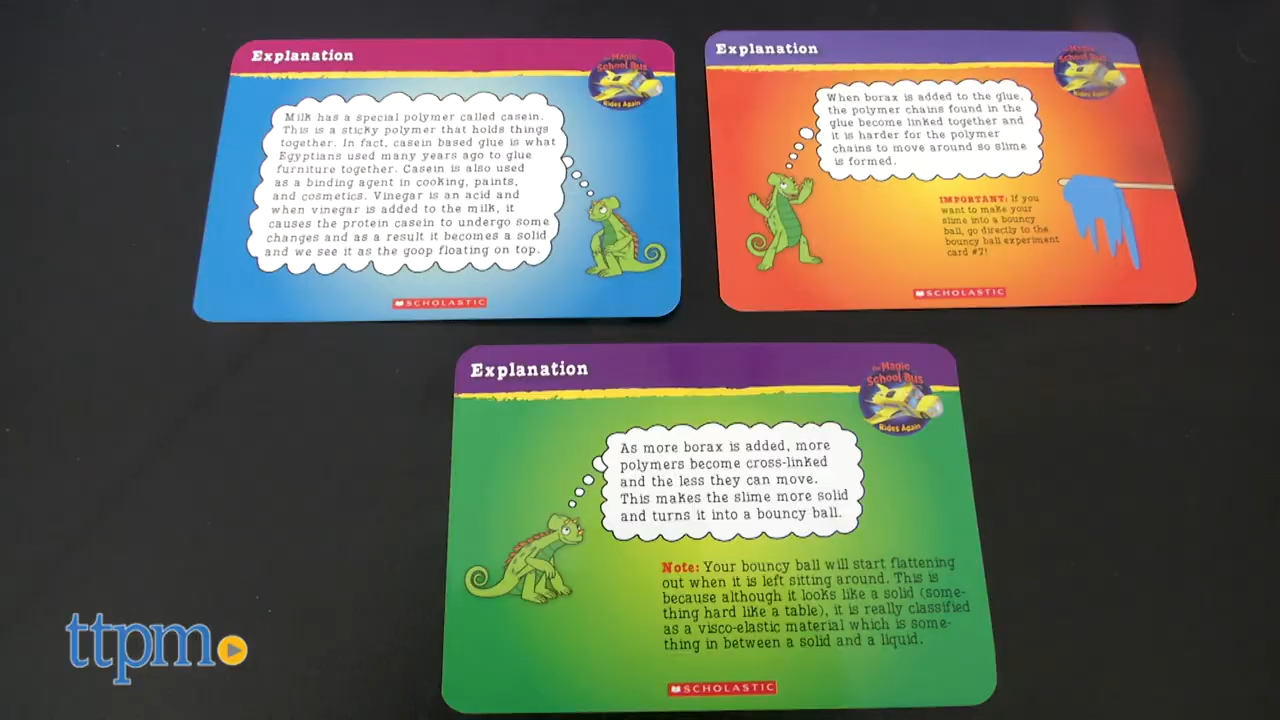 Explanation
The Magic
School Bus
Rides Again
Milk has a special polymer called casein.
This is a sticky polymer that holds things
together. In fact, casein based glue is what
Egyptians used many years ago to glue
furniture together. Casein is also used
as a binding agent in cooking, paints,
and cosmetics. Vinegar is an acid and
when vinegar is added to the milk, it
causes the protein casein to undergo some
changes and as a result it becomes a solid
and we see it as the goop floating on top.
SCHOLASTIC
Explanation
The Magic
School Bus
Rides Again
When borax is added to the glue,
the polymer chains found in the
glue become linked together and
it is harder for the polymer
chains to move around so slime
is formed.
IMPORTANT: If you
want to make your
slime into a bouncy
ball, go directly to the
bouncy ball experiment
card #7!
SCHOLASTIC
Explanation
The Magic
School Bus
Rides Again
As more borax is added, more
polymers become cross-linked
and the less they can move.
This makes the slime more solid
and turns it into a bouncy ball.
Note: Your bouncy ball will start flattening
out when it is left sitting around. This is
because although it looks like a solid (some-
thing hard like a table), it is really classified
as a visco-elastic material which is some-
thing in between a solid and a liquid.
SCHOLASTIC
ttpm